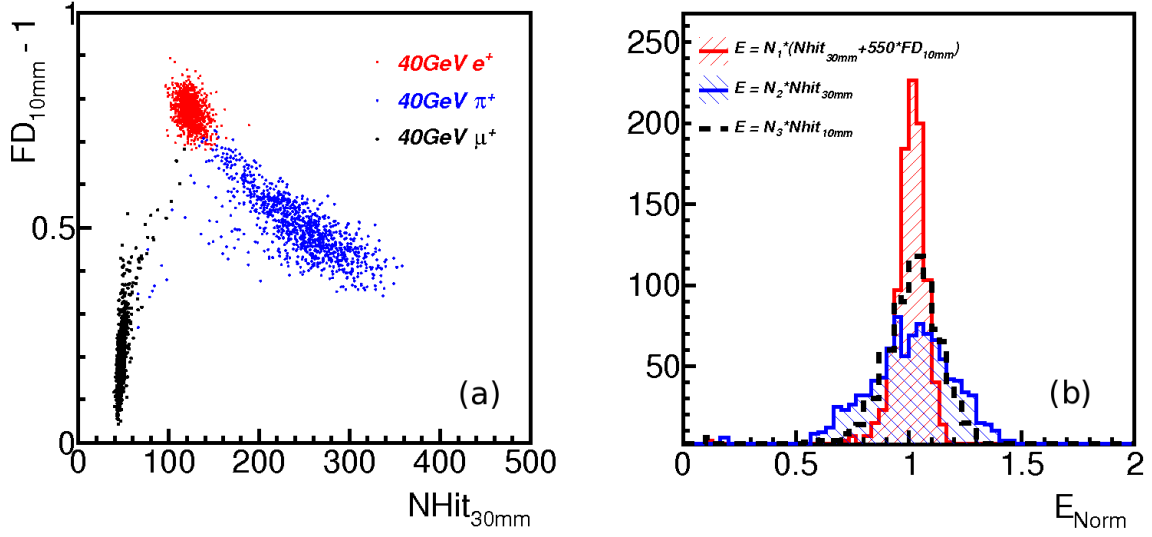 1
0.5
0
FD10mm - 1
40GeV e+
40GeV π+
40GeV μ+
(a)
0 100 200 300 400 500
NHit30mm
250
200
150
100
50
E = N1*(Nhit30mm+550*FD10mm)
E = N2*Nhit30mm
E = N3*Nhit10mm
(b)
0 0.5 1 1.5 2
ENorm